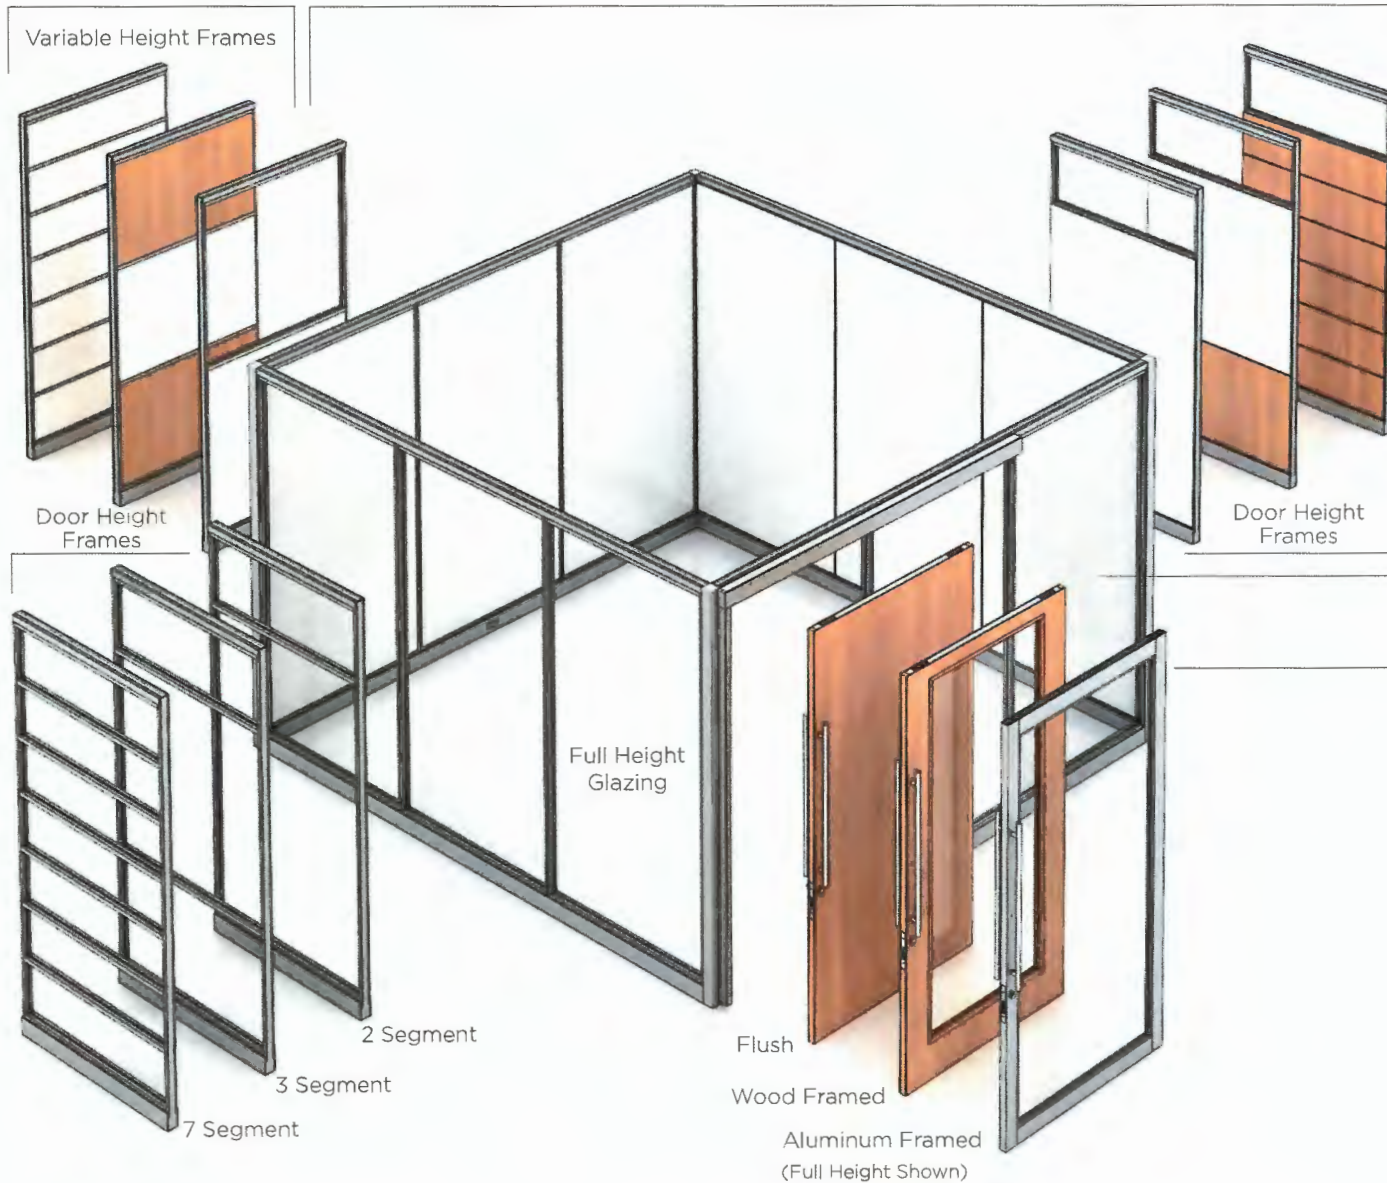 Variable Height Frames
Door Height
Frames
Door Height
Frames
Full Height
Glazing
2 Segment
3 Segment
7 Segment
Flush
Wood Framed
Aluminum Framed
(Full Height Shown)